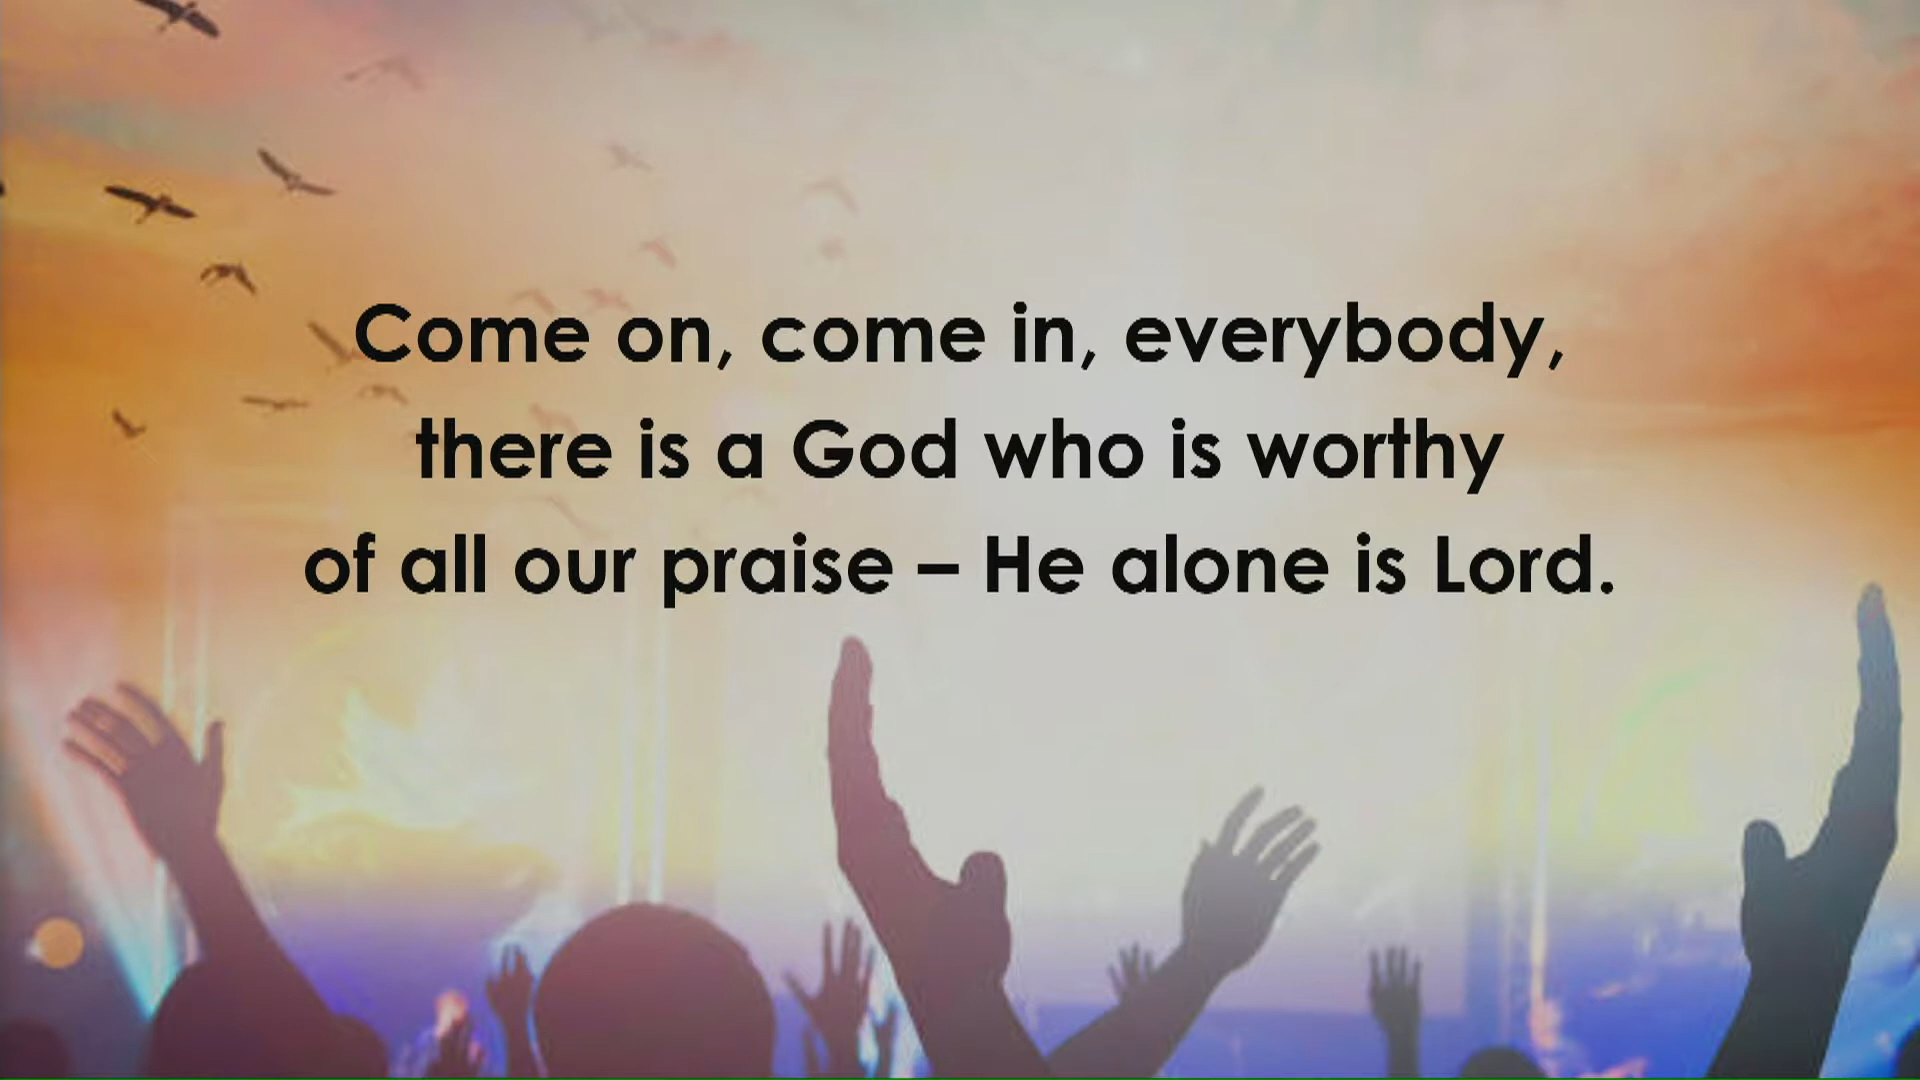 Come on, come in, everybody,
there is a God who is worthy
of all our praise – He alone is Lord.